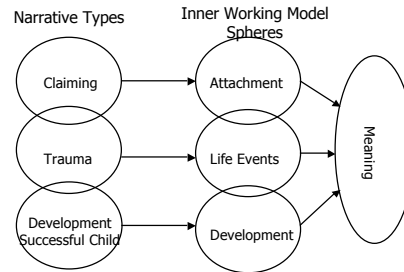 Narrative Types
Inner Working Model
Spheres
Claiming
Attachment
Trauma
Life Events
Meaning
Development
Successful Child
Development